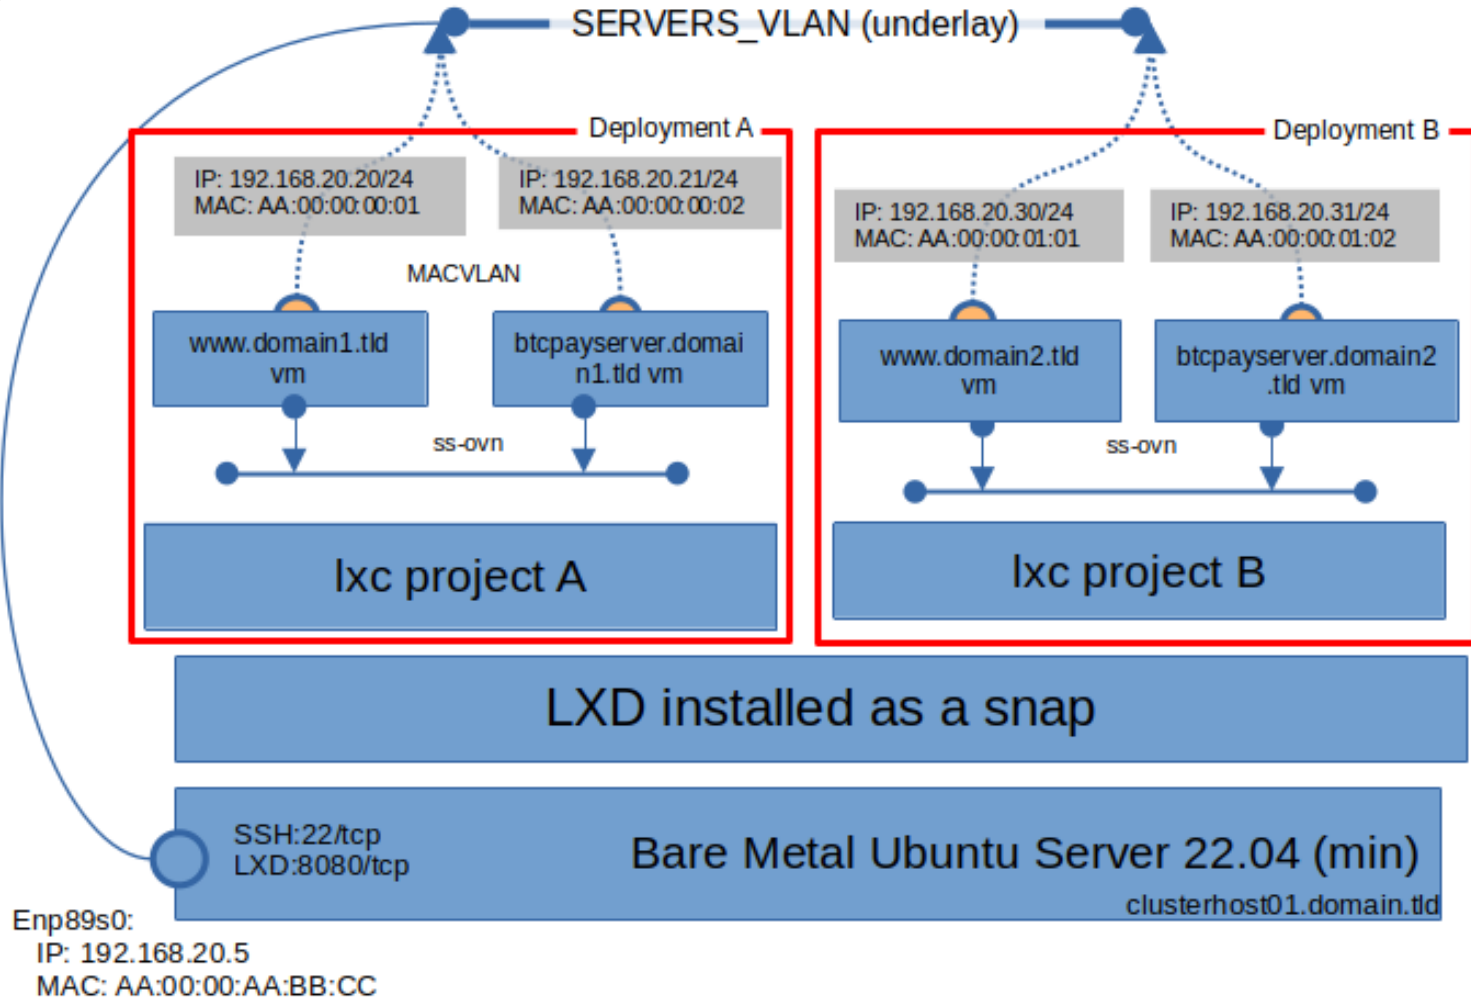 SERVERS_VLAN (underlay)
Deployment A
Deployment B
IP: 192.168.20.20/24
MAC: AA:00:00:00:01
IP: 192.168.20.21/24
MAC: AA:00:00:00:02
IP: 192.168.20.30/24
MAC: AA:00:00:01:01
IP: 192.168.20.31/24
MAC: AA:00:00:01:02
MACVLAN
www.domain1.tld
vm
btcpayserver.domai
n1.tld vm
www.domain2.tld
vm
btcpayserver.domain2
.tld vm
ss-ovn
ss-ovn
lxc project A
lxc project B
LXD installed as a snap
SSH:22/tcp
LXD:8080/tcp
Bare Metal Ubuntu Server 22.04 (min)
clusterhost01.domain.tld
Enp89s0:
IP: 192.168.20.5
MAC: AA:00:00:AA:BB:CC